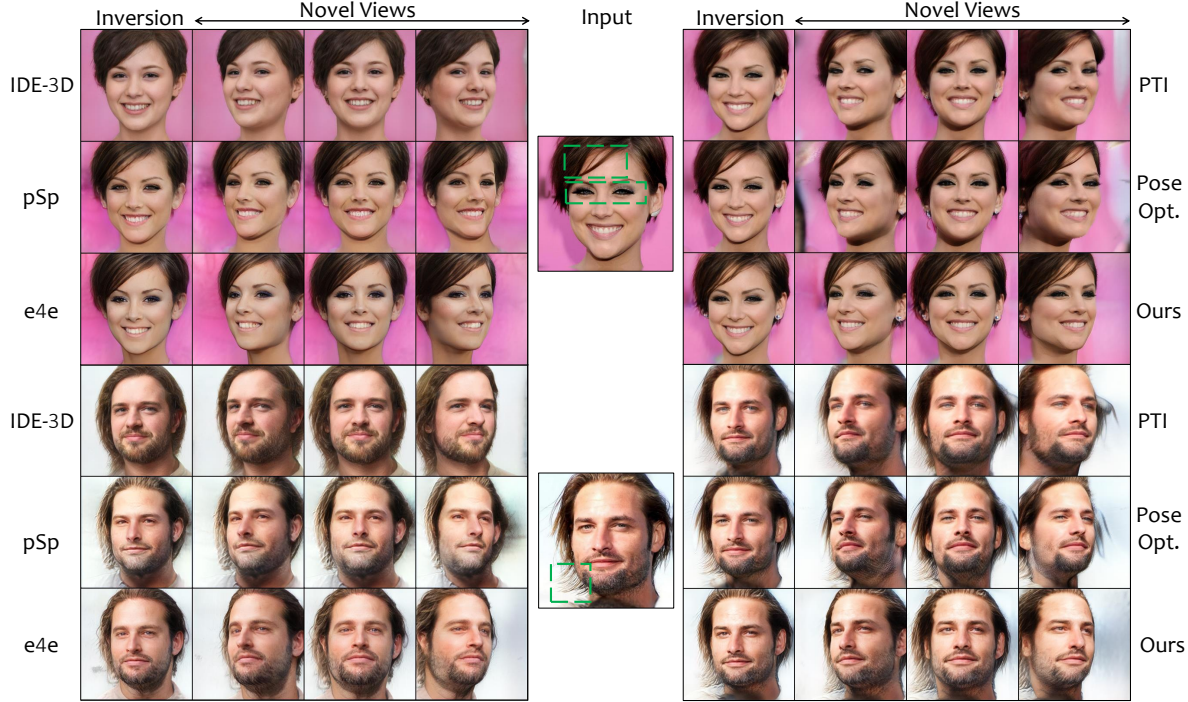 Inversion Novel Views Input Inversion Novel Views
IDE-3D PTI
pSp Pose
Opt.
e4e Ours
IDE-3D PTI
pSp Pose
Opt.
e4e Ours